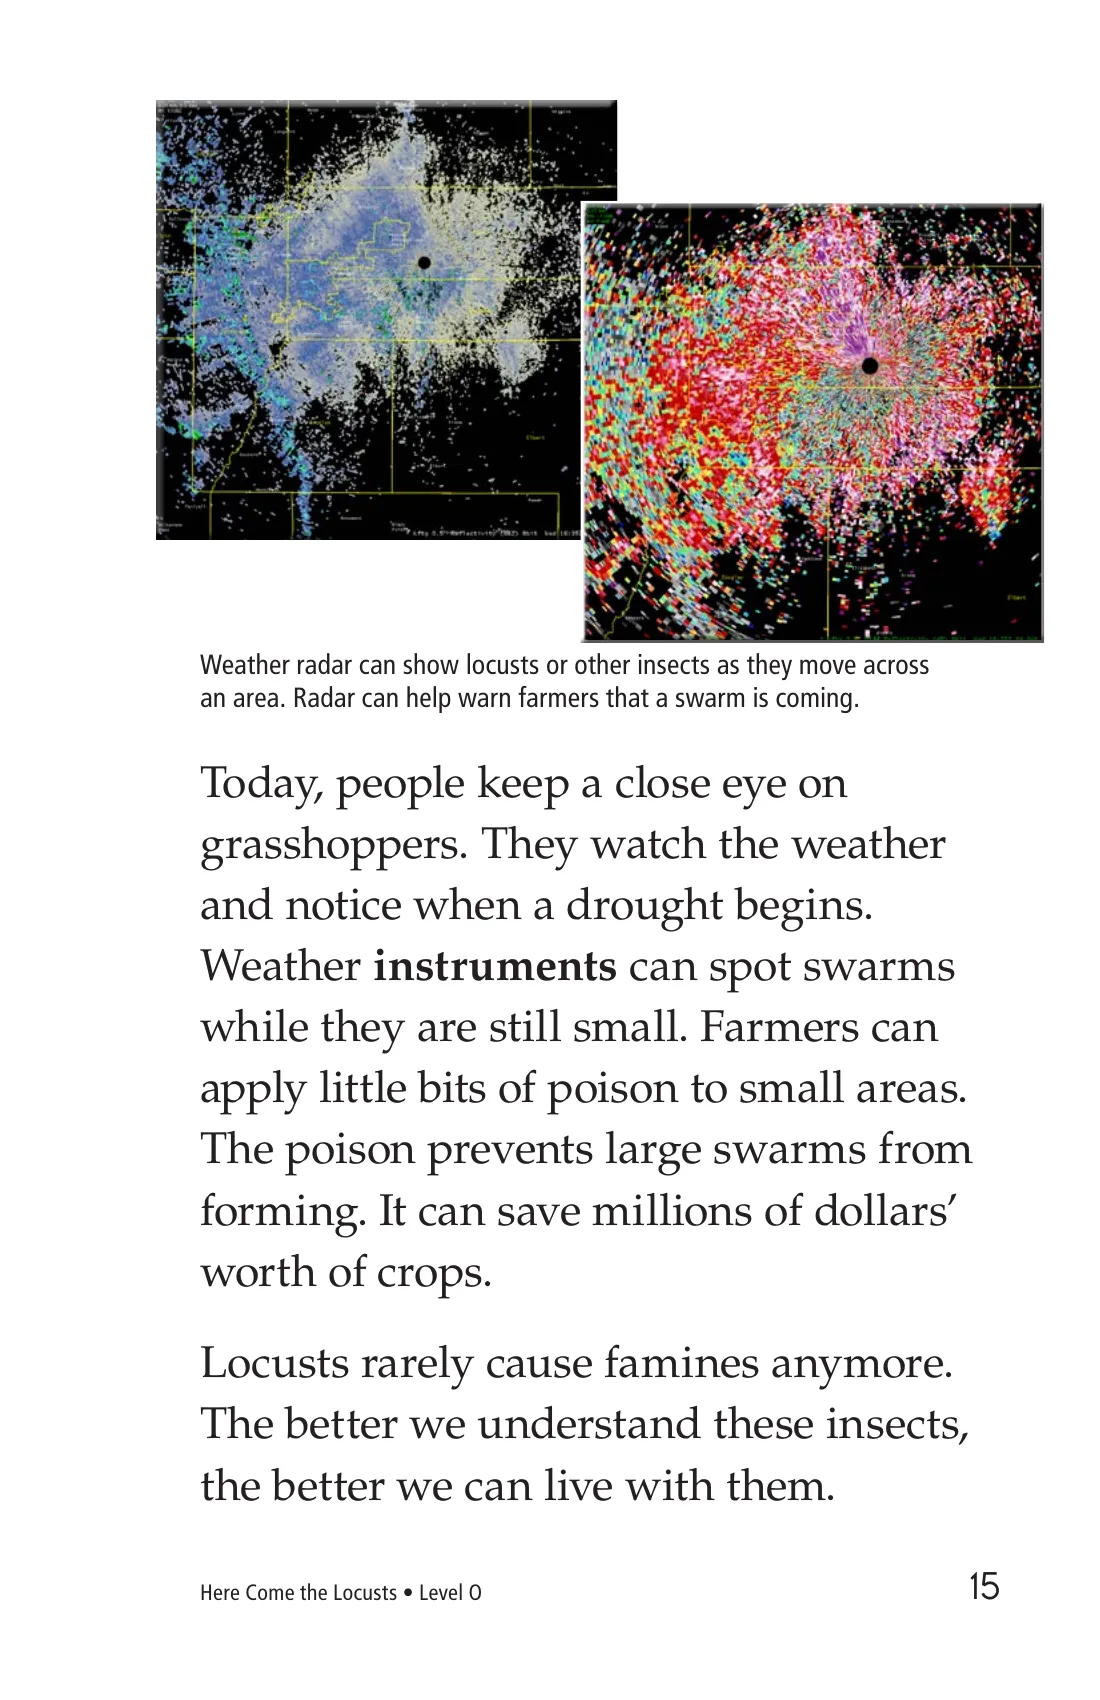 Elbert
Elbert
Weather radar can show locusts or other insects as they move across
an area. Radar can help warn farmers that a swarm is coming.
Today, people keep a close eye on
grasshoppers. They watch the weather
and notice when a drought begins.
Weather instruments can spot swarms
while they are still small. Farmers can
apply little bits of poison to small areas.
The poison prevents large swarms from
forming. It can save millions of dollars’
worth of crops.
Locusts rarely cause famines anymore.
The better we understand these insects,
the better we can live with them.
Here Come the Locusts • Level O
15